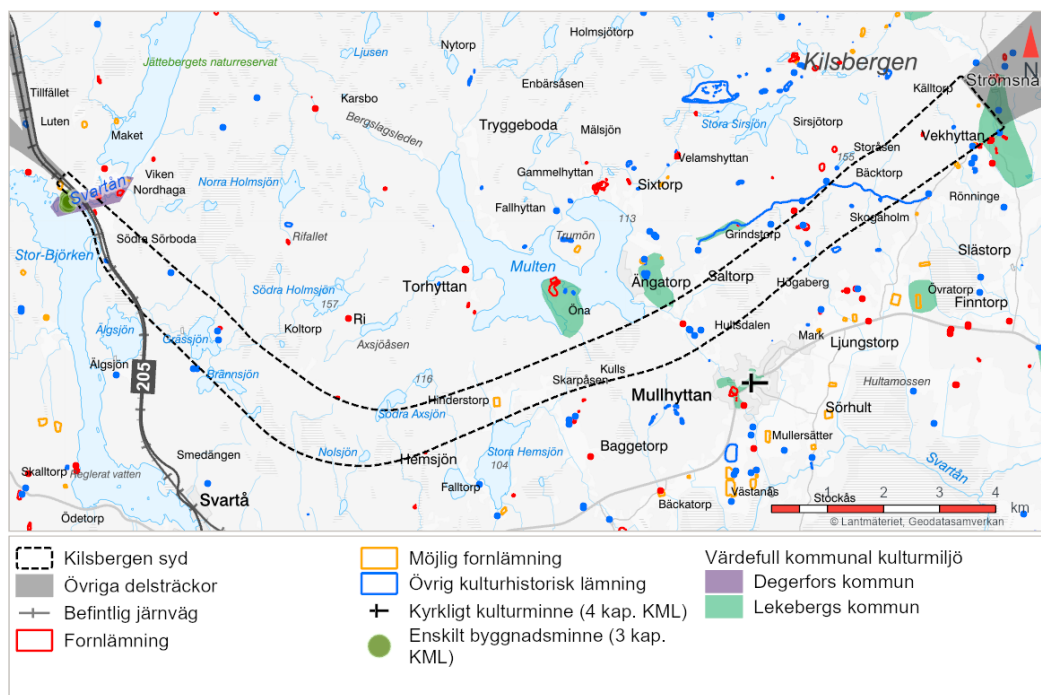 Ljusen
Nytorp
Holmsjötorp
Kilsbergen
N
Jättebergets naturreservat
Enbärsåsen
Strömsnä
Tillfället
Karsbo
Källtorp
Luten
Bergslagsleden
Tryggeboda
Mälsjön
Stora Sirsjön
Sirsjötorp
Vekhyttan
Maket
Storåsen
Velamshyttan
155
Viken
Gammelhyttan
Bäcktorp
Svartån
Nordhaga
Norra Holmsjön
Sixtorp
Rönninge
Fallhyttan
113
Skogaholm
Södra Sörboda
Rifallet
Trumön
Grindstorp
Slästorp
Stor-Björken
Multen
Torhyttan
Ängatorp
Saltorp
Högaberg
Södra Holmsjön
157
Öna
Övratorp
Finntorp
Älgsjön
Koltorp
Ri
Hultsdalen
Gråssjön
Axsjöåsen
Mark
Ljungstorp
Älgsjön
Brännsjön
205
116
Kulls
Skarpåsen
Hultamossen
Hinderstorp
Mullhyttan
Södra Axsjön
Sörhult
Mullersätter
Smedängen
Nolsjön
Hemsjön
Stora Hemsjön
Baggetorp
104
Skalltorp
Reglerat vatten
Svartån
Falltorp
Västanås
Svartå
Bäckatorp
Stockås
Ödetorp
0 1 2 3 4
km
© Lantmäteriet, Geodatasamverkan
Kilsbergen syd
Övriga delsträckor
Befintlig järnväg
Fornlämning
Möjlig fornlämning
Övrig kulturhistorisk lämning
Kyrkligt kulturminne (4 kap. KML)
Enskilt byggnadsminne (3 kap.
KML)
Värdefull kommunal kulturmiljö
Degerfors kommun
Lekebergs kommun